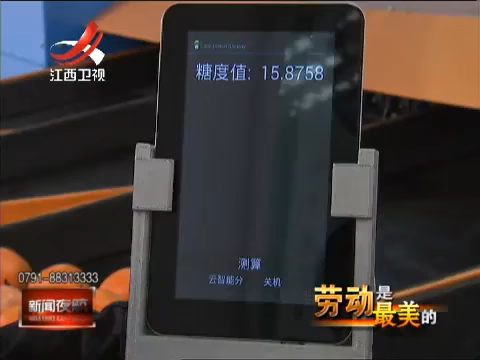 江西卫视
糖度值: 15.8758
测算
云智能分 关机
0791-88313333
新闻夜航
劳动是
最美的